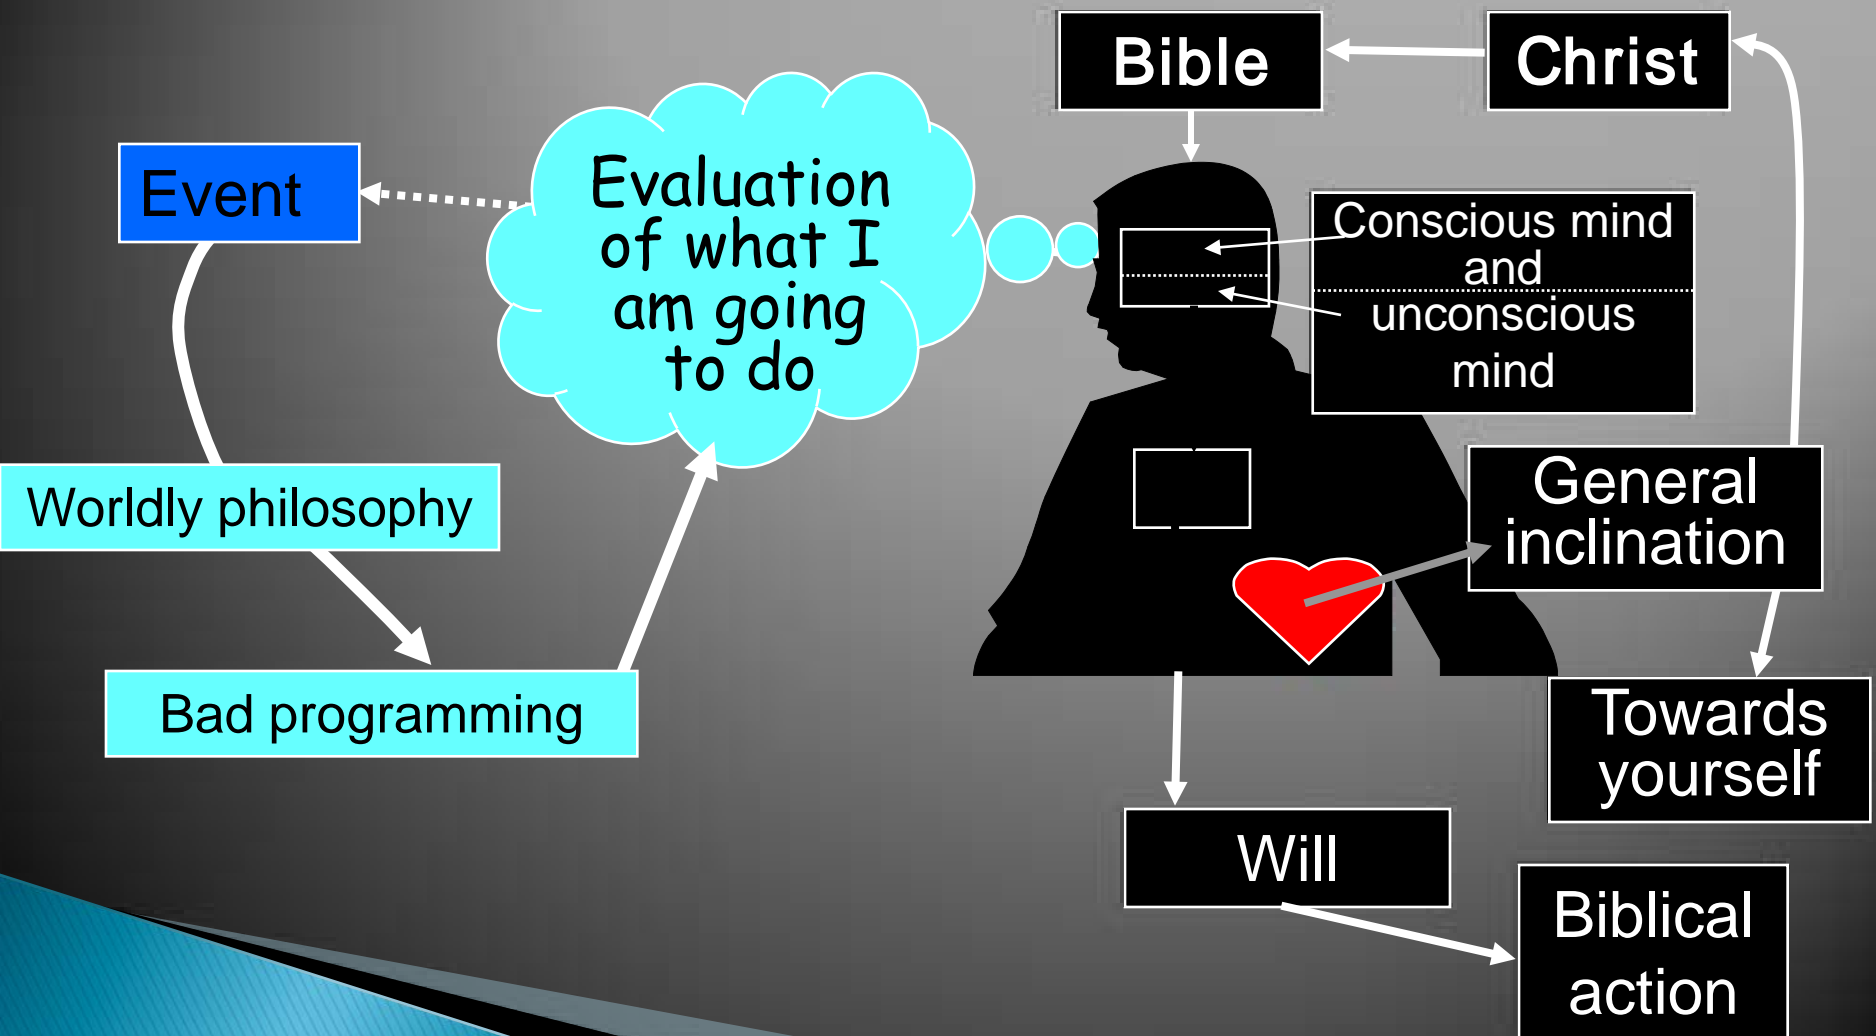 Bible
Christ
Event
Evaluation
of what I
am going
to do
Conscious mind
and
unconscious
mind
Worldly philosophy
General
inclination
Bad programming
Towards
yourself
Will
Biblical
action